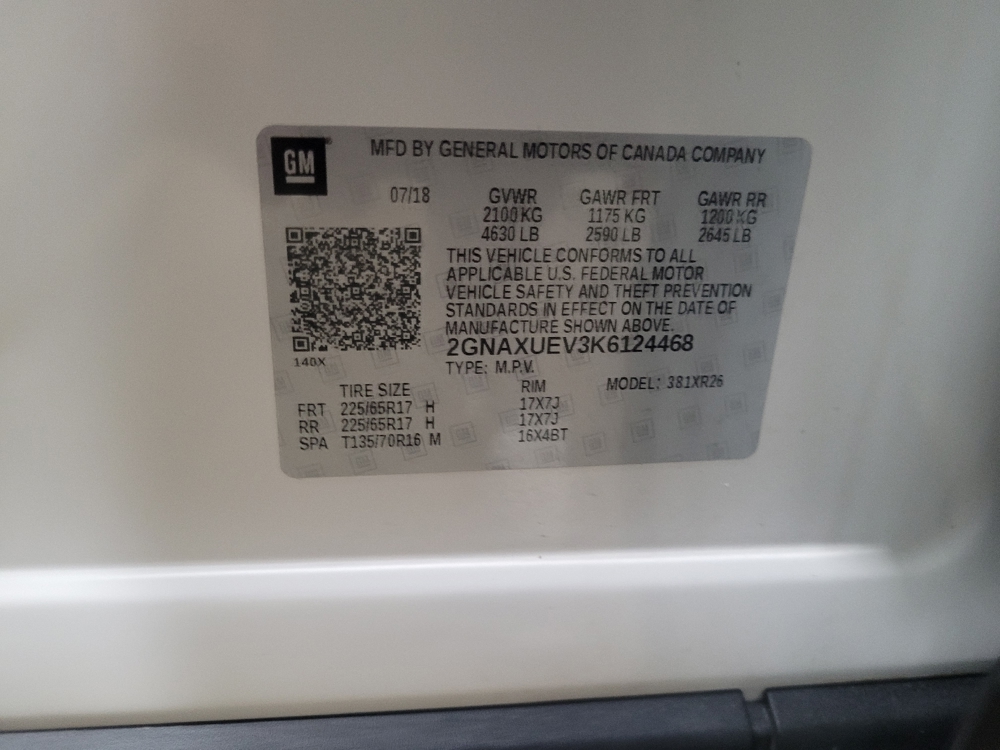 GM
MFD BY GENERAL MOTORS OF CANADA COMPANY
07/18 GVWR GAWR FRT GAWR RR
2100KG 1175 KG 1200 KG
4630 LB 2590 LB 2645 LB
THIS VEHICLE CONFORMS TO ALL
APPLICABLE U.S. FEDERAL MOTOR
VEHICLE SAFETY AND THEFT PREVENTION
STANDARDS IN EFFECT ON THE DATE OF
MANUFACTURE SHOWN ABOVE.
2GNAXUEV3K6124468
140X
TYPE: M.P.V.
MODEL: 381XR26
TIRE SIZE RIM
FRT 225/65R17 H 17X7J
RR 225/65R17 H 17X7J
SPA T135/70R16 M 16X4BT